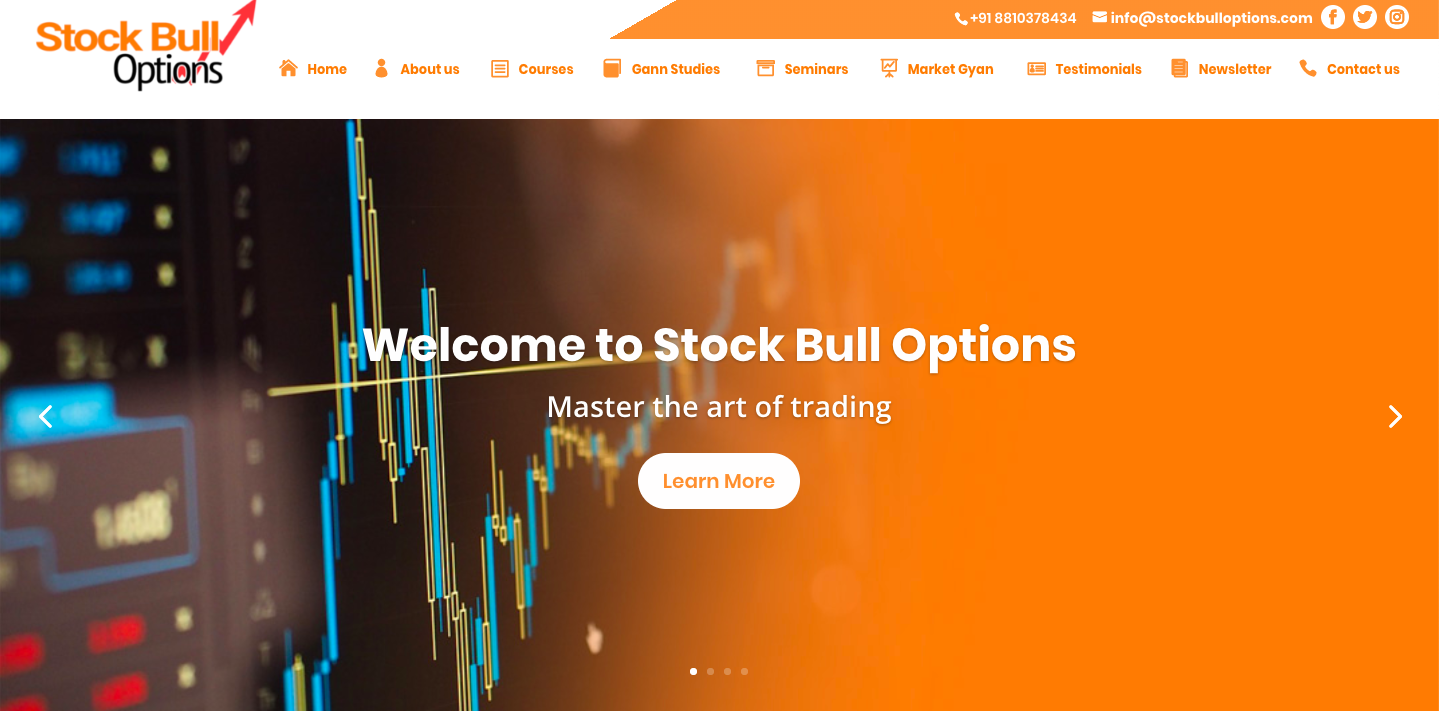 Stock Bull
Options
+91 8810378434 info@stockbulloptions.com
Home About us Courses Gann Studies Seminars Market Gyan Testimonials Newsletter Contact us
Welcome to Stock Bull Options
Master the art of trading
Learn More